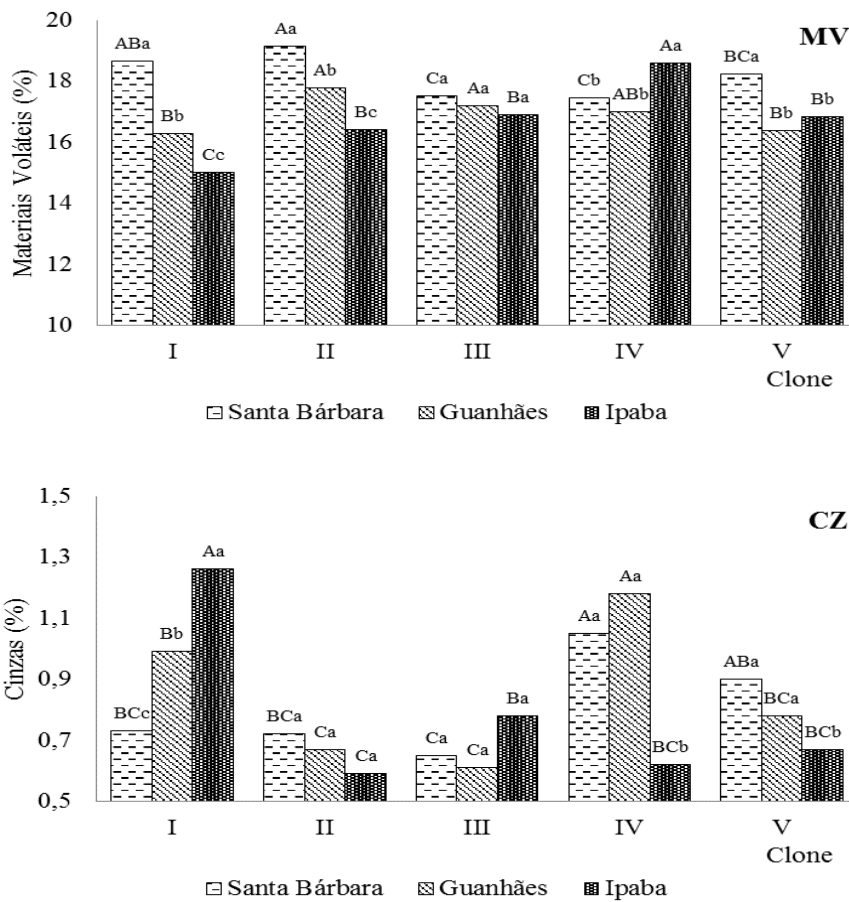 MV
Materiais Voláteis (%)
20
18
16
14
12
10
ABa Bb Cc Aa Ab Bc Ca Aa Ba Cb ABb Aa BCa Bb Bb
I II III IV V
Clone
Santa Bárbara Guanhães Ipaba
CZ
Cinzas (%)
1,5
1,3
1,1
0,9
0,7
0,5
BCc Bb Aa BCa Ca Ca Ca Ca Ba Aa Aa BCb ABa BCa BCb
I II III IV V
Clone
Santa Bárbara Guanhães Ipaba